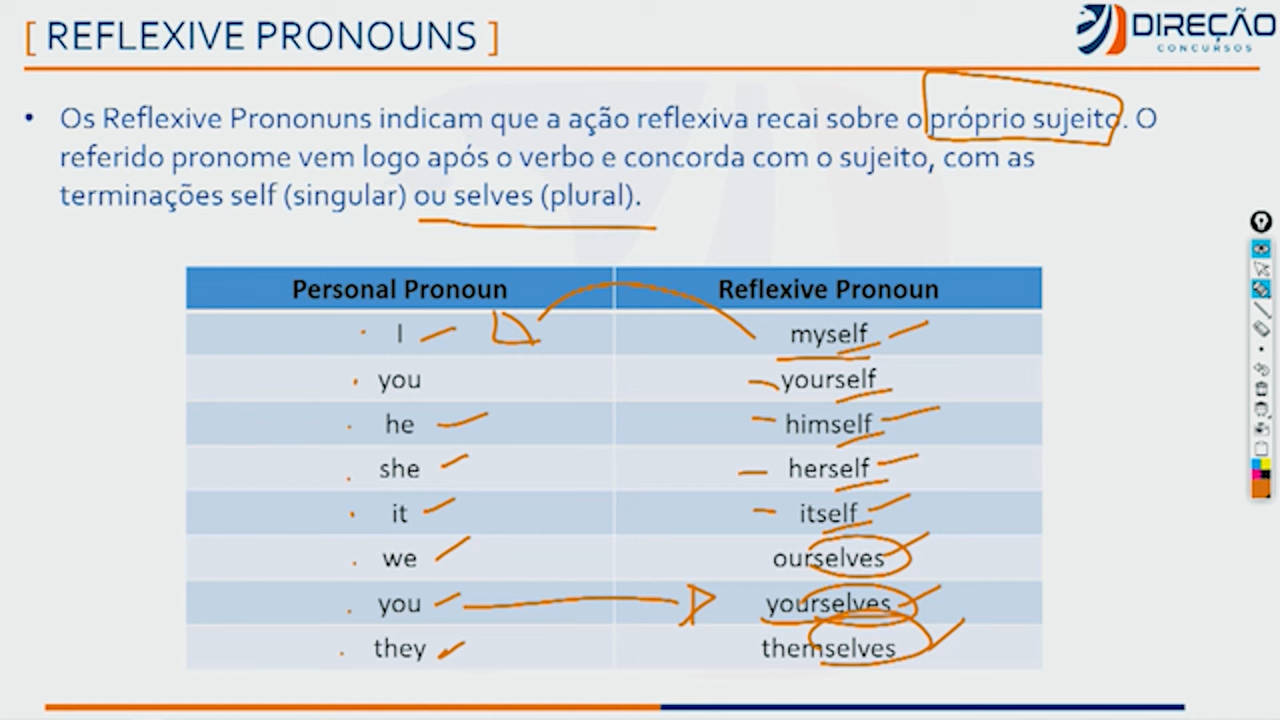 [ REFLEXIVE PRONOUNS ]
DIREÇÃO
CONCURSOS
• Os Reflexive Prononuns indicam que a ação reflexiva recai sobre o próprio sujeito. O
referido pronome vem logo após o verbo e concorda com o sujeito, com as
terminações self (singular) ou selves (plural).
Personal Pronoun Reflexive Pronoun
I myself
you yourself
he himself
she herself
it itself
we ourselves
you yourselves
they themselves